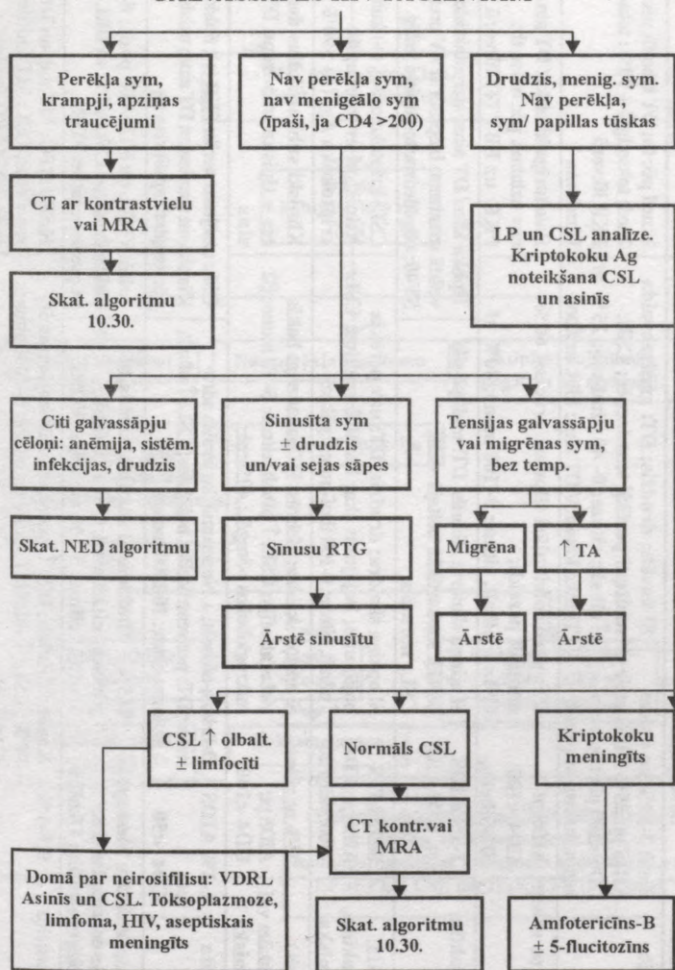 Perēkļa sym,
krampji, apziņas
traucējumi
Nav perēkļa sym,
nav menigeālo sym
(īpaši, ja CD4 >200)
Drudzis, menig. sym.
Nav perēkļa,
sym/ papillas tūskas
CT ar kontrastvielu
vai MRA
LP un CSL analīze.
Kriptokoku Ag
noteikšana CSL
un asinīs
Skat. algoritmu
10.30.
Citi galvassāpju
cēloņi: anēmija, sistēm.
infekcijas, drudzis
Sinusīta sym
± drudzis
un/vai sejas sāpes
Tensijas galvassāpju
vai migrēnas sym,
bez temp.
Skat. NED algoritmu
Sīnusu RTG
Migrēna
↑ TA
Ārstē sinusītu
Ārstē
Ārstē
CSL ↑ olbalt.
± limfocīti
Normāls CSL
Kriptokoku
meningīts
CT kontr.vai
MRA
Domā par neirosifilisu: VDRL
Asinīs un CSL. Toksoplazmoze,
limfoma, HIV, aseptiskais
meningīts
Skat. algoritmu
10.30.
Amfotericīns-B
± 5-flucitozīns